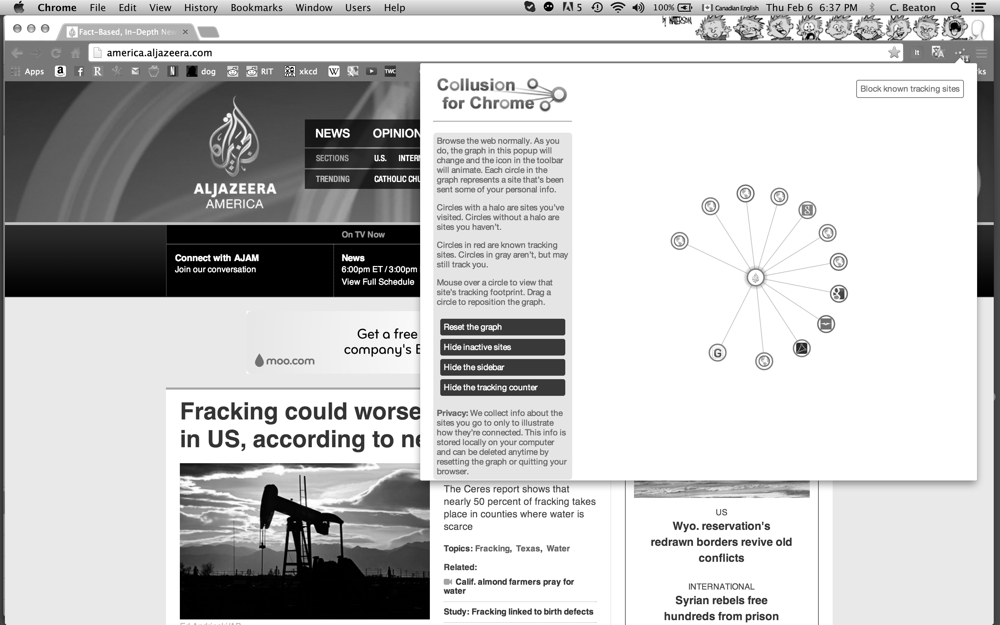 Chrome File Edit View History Bookmarks Window Users Help 5 100% Canadian English Thu Feb 6 6:37 PM C. Beaton
by WATTERSON
Fact-Based, In-Depth New
america.aljazeera.com
it
11
Apps a f R N dog RIT xkcd W TWC
ks
NEWS OPINION
SECTIONS U.S. INTERN
TRENDING CATHOLIC CHU
ALJAZEERA
AMERICA
On TV Now
Connect with AJAM
Join our conversation
News
6:00pm ET / 3:00pm
View Full Schedule
Get a free
company's
moo.com
Fracking could worse
in US, according to ne
Collusion
for Chrome
Block known tracking sites
Browse the web normally. As you
do, the graph in this popup will
change and the icon in the toolbar
will animate. Each circle in the
graph represents a site that’s been
sent some of your personal info.
Circles with a halo are sites you’ve
visited. Circles without a halo are
sites you haven’t.
Circles in red are known tracking
sites. Circles in gray aren’t, but may
still track you.
Mouse over a circle to view that
site’s tracking footprint. Drag a
circle to reposition the graph.
Reset the graph
Hide inactive sites
Hide the sidebar
Hide the tracking counter
Privacy: We collect info about the
sites you go to only to illustrate
how they’re connected. This info is
stored locally on your computer
and can be deleted anytime by
resetting the graph or quitting your
browser.
g
g
G
The Ceres report shows that
nearly 50 percent of fracking takes
place in counties where water is
scarce
Topics: Fracking, Texas, Water
Related:
Calif. almond farmers pray for
water
Study: Fracking linked to birth defects
US
Wyo. reservation's
redrawn borders revive old
conflicts
INTERNATIONAL
Syrian rebels free
hundreds from prison